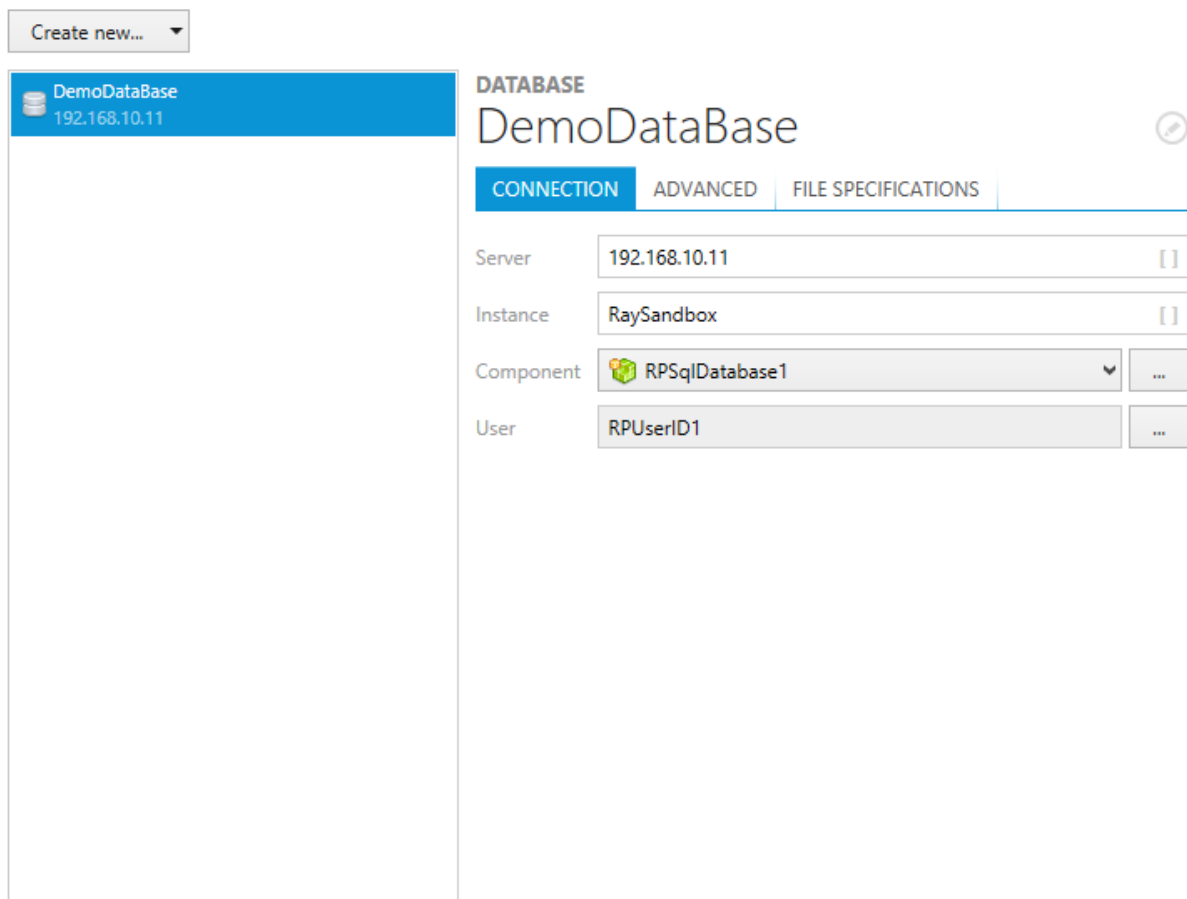 Create new...
DemoDataBase
192.168.10.11
DATABASE
DemoDataBase
CONNECTION ADVANCED FILE SPECIFICATIONS
Server 192.168.10.11 [ ]
Instance RaySandbox [ ]
Component RPSqlDatabase1 ...
User RPUserID1 ...